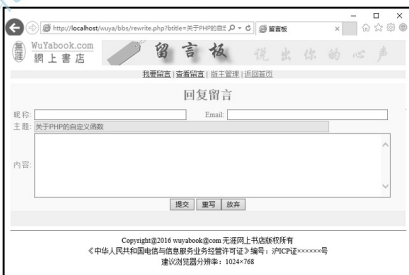 http://localhost/wuya/bbs/rewrite.php?btitle=关于PHP的自
留言板
WuYabook.com
網上書店
留言板
说出你的心声
我要留言 | 查看留言 | 版主管理 | 返回首页
回复留言
昵称:
Email:
主题:
关于PHP的自定义函数
内容:
提交
重写
放弃
Copyright@2016 wuyabook@com 无涯网上书店版权所有
《中华人民共和国电信与信息服务业务经营许可证》编号：沪ICP证××××××号
建议浏览器分辨率：1024×768